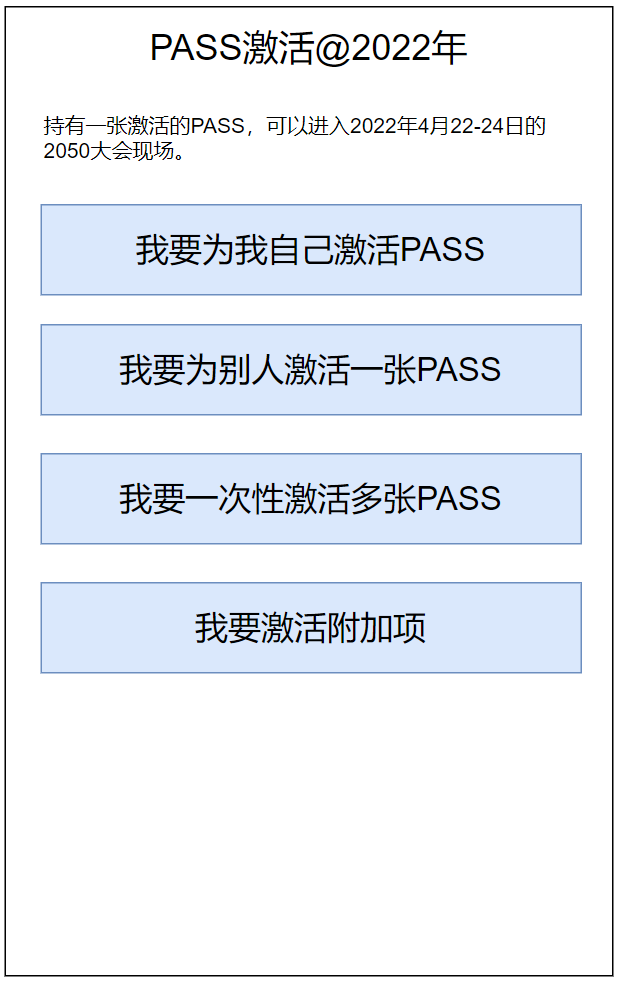 PASS激活@2022年
持有一张激活的PASS，可以进入2022年4月22-24日的
2050大会现场。
我要为我自己激活PASS
我要为别人激活一张PASS
我要一次性激活多张PASS
我要激活附加项